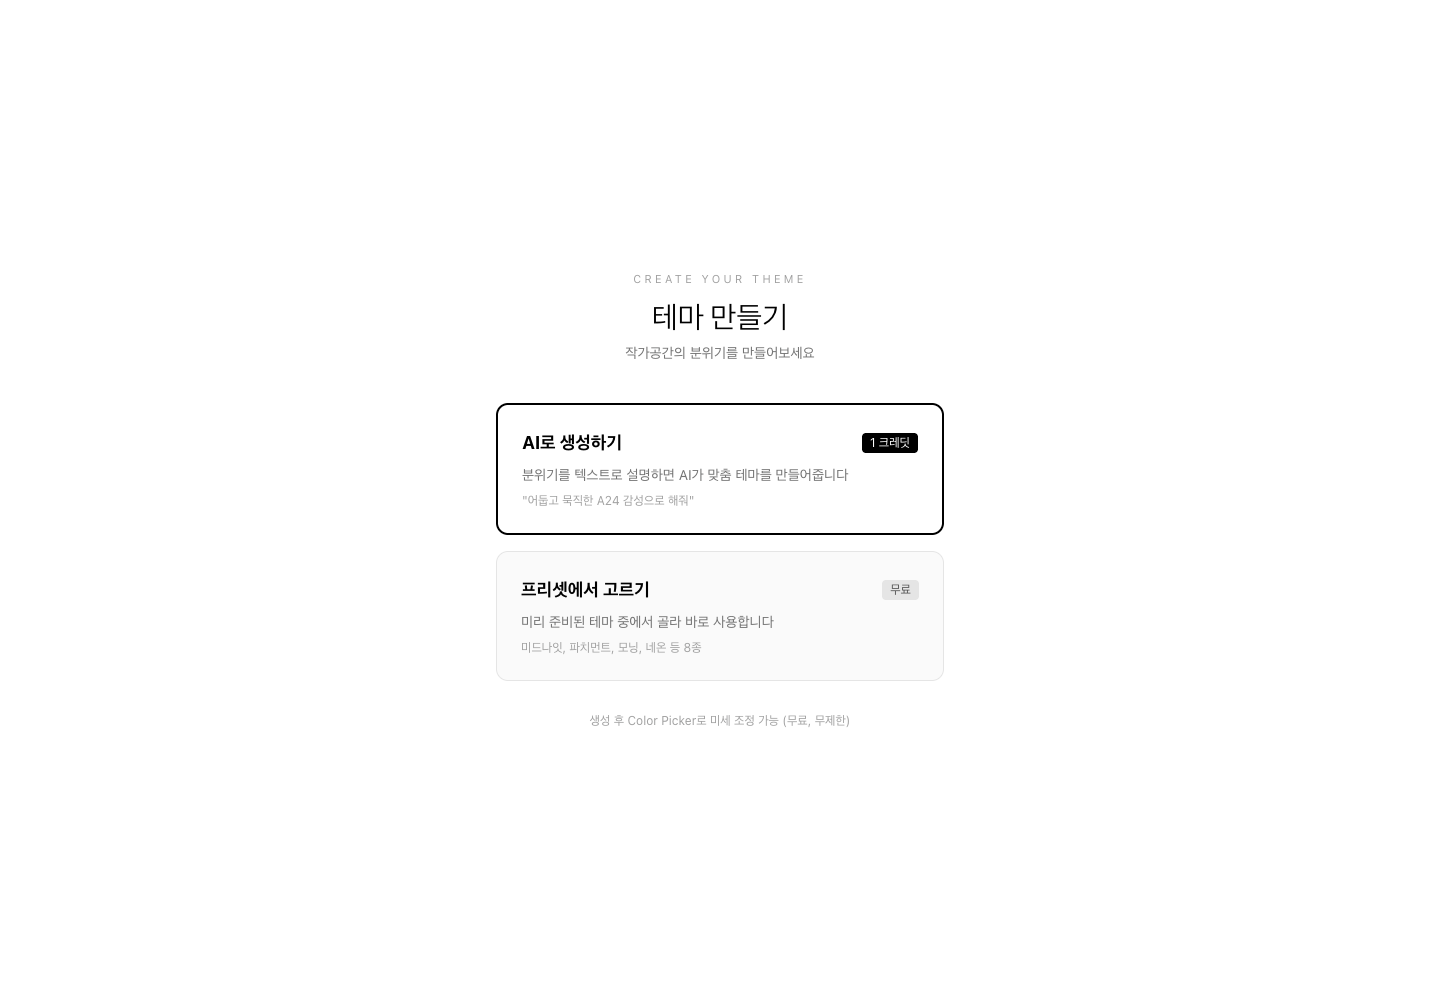 CREATE YOUR THEME
테마 만들기
작가공간의 분위기를 만들어보세요
AI로 생성하기
1 크레딧
분위기를 텍스트로 설명하면 AI가 맞춤 테마를 만들어줍니다
"어둡고 묵직한 A24 감성으로 해줘"
프리셋에서 고르기
무료
미리 준비된 테마 중에서 골라 바로 사용합니다
미드나잇, 파치먼트, 모닝, 네온 등 8종
생성 후 Color Picker로 미세 조정 가능 (무료, 무제한)